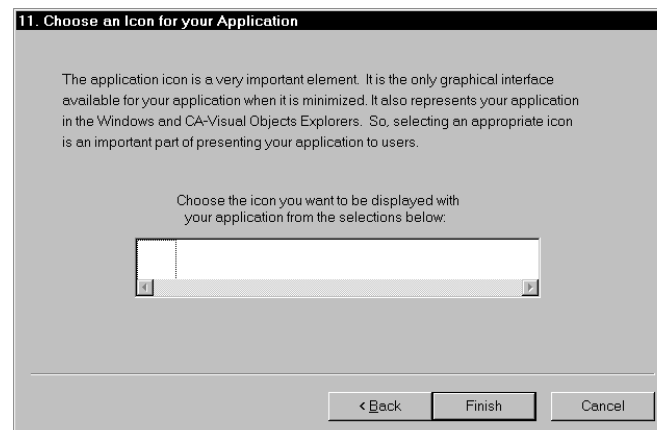 11. Choose an Icon for your Application
The application icon is a very important element. It is the only graphical interface
available for your application when it is minimized. It also represents your application
in the Windows and CA-Visual Objects Explorers. So, selecting an appropriate icon
is an important part of presenting your application to users.
Choose the icon you want to be displayed with
your application from the selections below:
< Back Finish Cancel